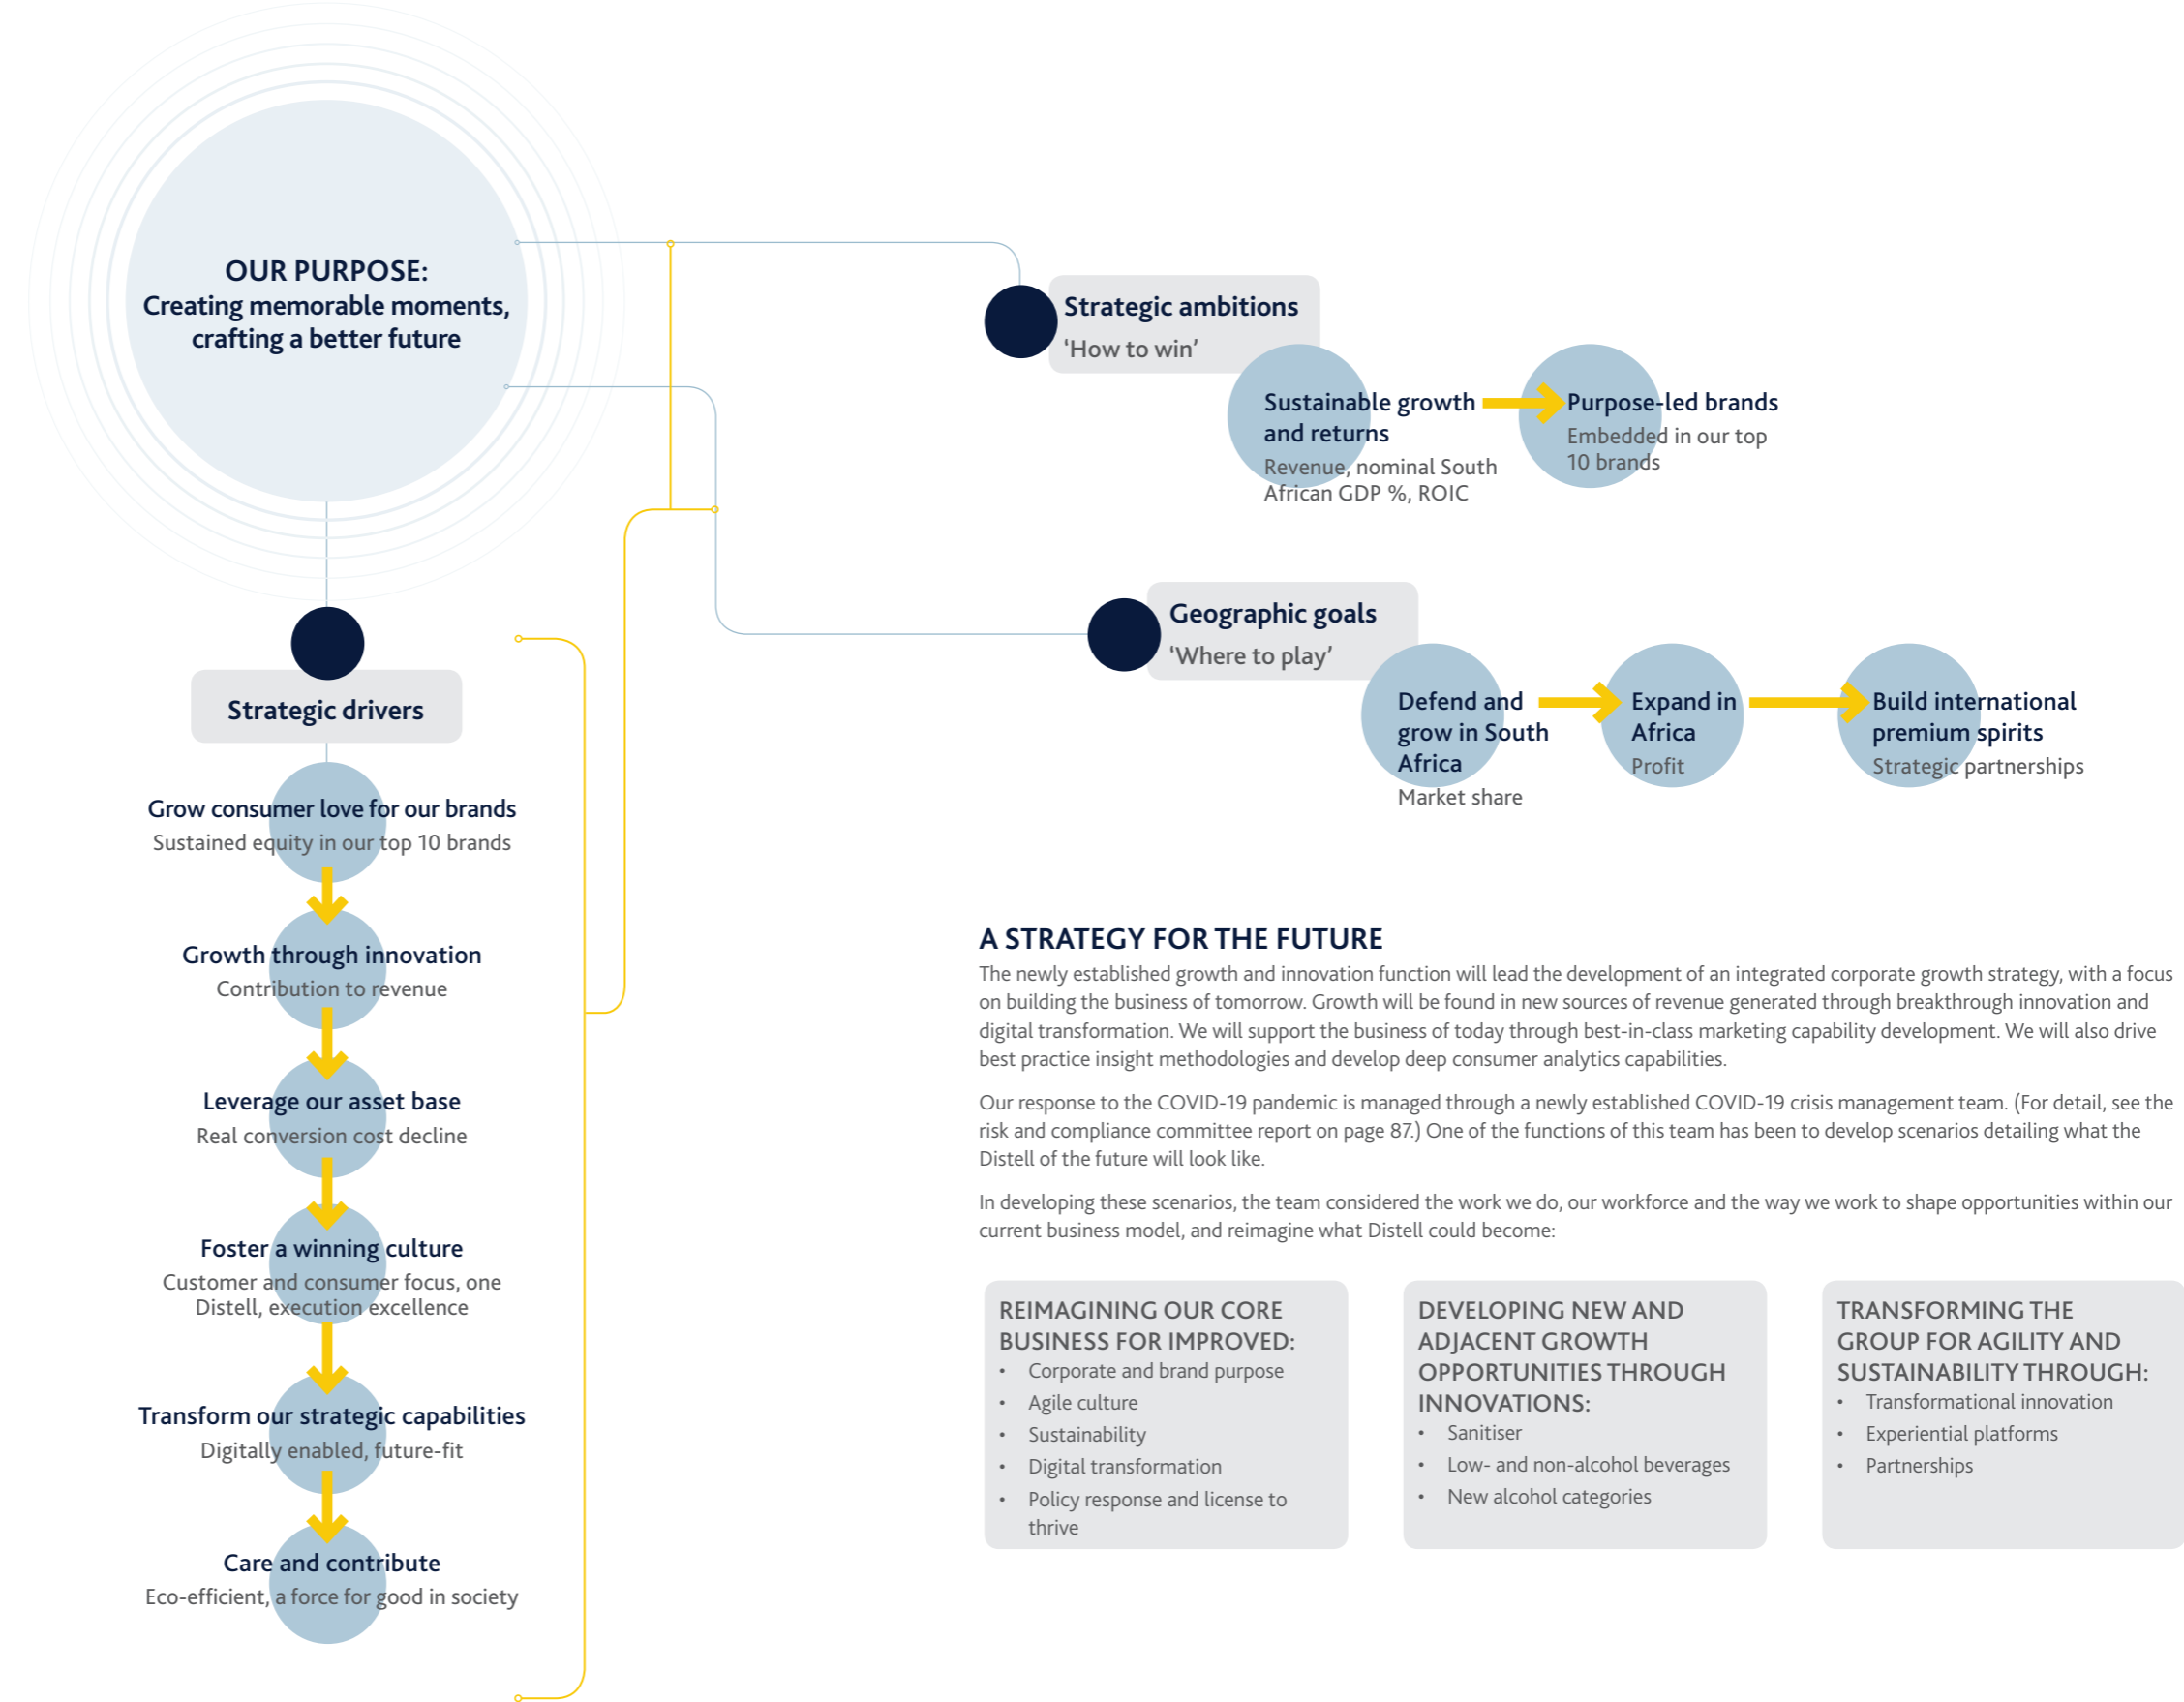 OUR PURPOSE:
Creating memorable moments,
crafting a better future
Strategic ambitions
‘How to win’
Sustainable growth
and returns
Revenue, nominal South
African GDP %, ROIC
Purpose-led brands
Embedded in our top
10 brands
Geographic goals
‘Where to play’
Defend and
grow in South
Africa
Market share
Expand in
Africa
Profit
Build international
premium spirits
Strategic partnerships
Strategic drivers
Grow consumer love for our brands
Sustained equity in our top 10 brands
Growth through innovation
Contribution to revenue
Leverage our asset base
Real conversion cost decline
Foster a winning culture
Customer and consumer focus, one
Distell, execution excellence
Transform our strategic capabilities
Digitally enabled, future-fit
Care and contribute
Eco-efficient, a force for good in society
A STRATEGY FOR THE FUTURE
The newly established growth and innovation function will lead the development of an integrated corporate growth strategy, with a focus
on building the business of tomorrow. Growth will be found in new sources of revenue generated through breakthrough innovation and
digital transformation. We will support the business of today through best-in-class marketing capability development. We will also drive
best practice insight methodologies and develop deep consumer analytics capabilities.
Our response to the COVID-19 pandemic is managed through a newly established COVID-19 crisis management team. (For detail, see the
risk and compliance committee report on page 87.) One of the functions of this team has been to develop scenarios detailing what the
Distell of the future will look like.
In developing these scenarios, the team considered the work we do, our workforce and the way we work to shape opportunities within our
current business model, and reimagine what Distell could become:
REIMAGINING OUR CORE
BUSINESS FOR IMPROVED:
• Corporate and brand purpose
• Agile culture
• Sustainability
• Digital transformation
• Policy response and license to
thrive
DEVELOPING NEW AND
ADJACENT GROWTH
OPPORTUNITIES THROUGH
INNOVATIONS:
• Sanitiser
• Low- and non-alcohol beverages
• New alcohol categories
TRANSFORMING THE
GROUP FOR AGILITY AND
SUSTAINABILITY THROUGH:
• Transformational innovation
• Experiential platforms
• Partnerships